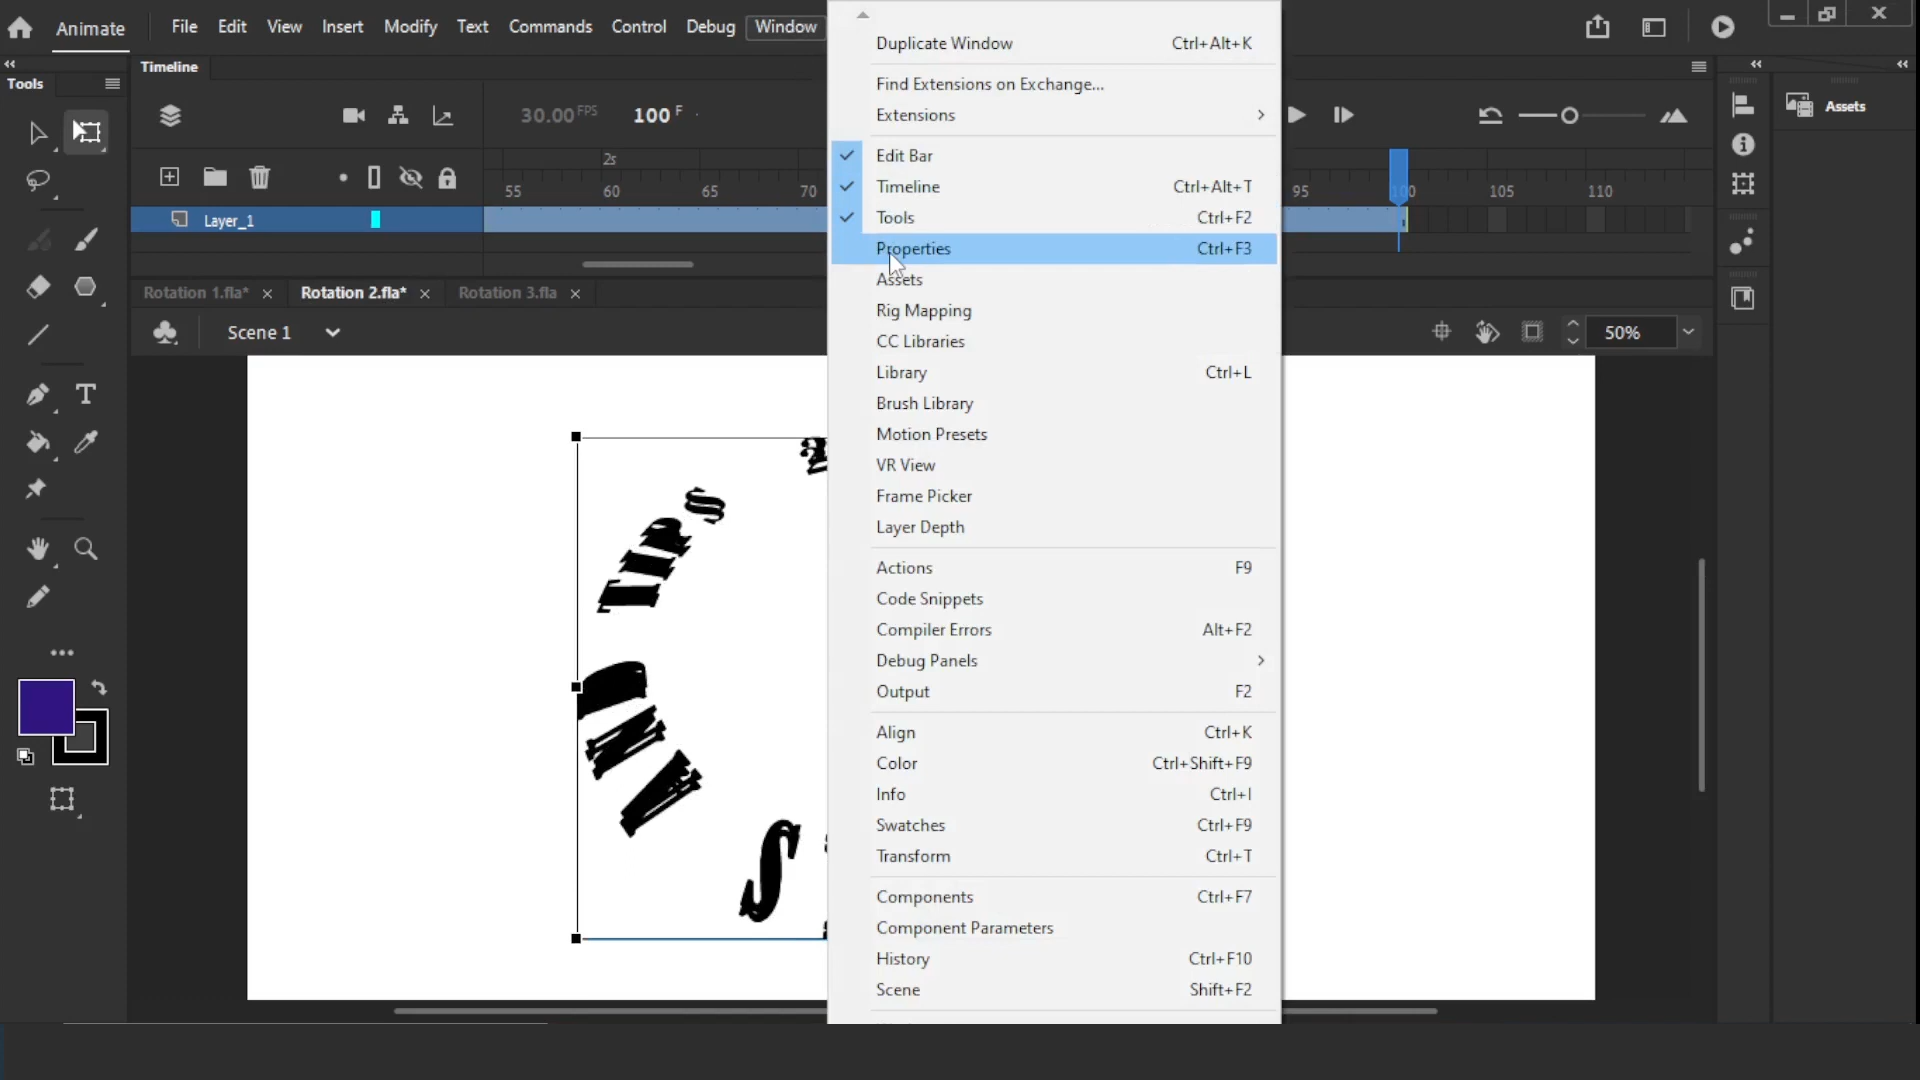 Animate File Edit View Insert Modify Text Commands Control Debug Window
Tools
Timeline
30.00 FPS 100 F
2s
55 60 65 70 95 100 105 110
Layer_1
Rotation 1.fla* Rotation 2.fla* Rotation 3.fla
Scene 1
50%
Assets
Duplicate Window Ctrl+Alt+K
Find Extensions on Exchange...
Extensions
Edit Bar
Timeline Ctrl+Alt+T
Tools Ctrl+F2
Properties Ctrl+F3
Assets
Rig Mapping
CC Libraries
Library Ctrl+L
Brush Library
Motion Presets
VR View
Frame Picker
Layer Depth
Actions F9
Code Snippets
Compiler Errors Alt+F2
Debug Panels
Output F2
Align Ctrl+K
Color Ctrl+Shift+F9
Info Ctrl+I
Swatches Ctrl+F9
Transform Ctrl+T
Components Ctrl+F7
Component Parameters
History Ctrl+F10
Scene Shift+F2